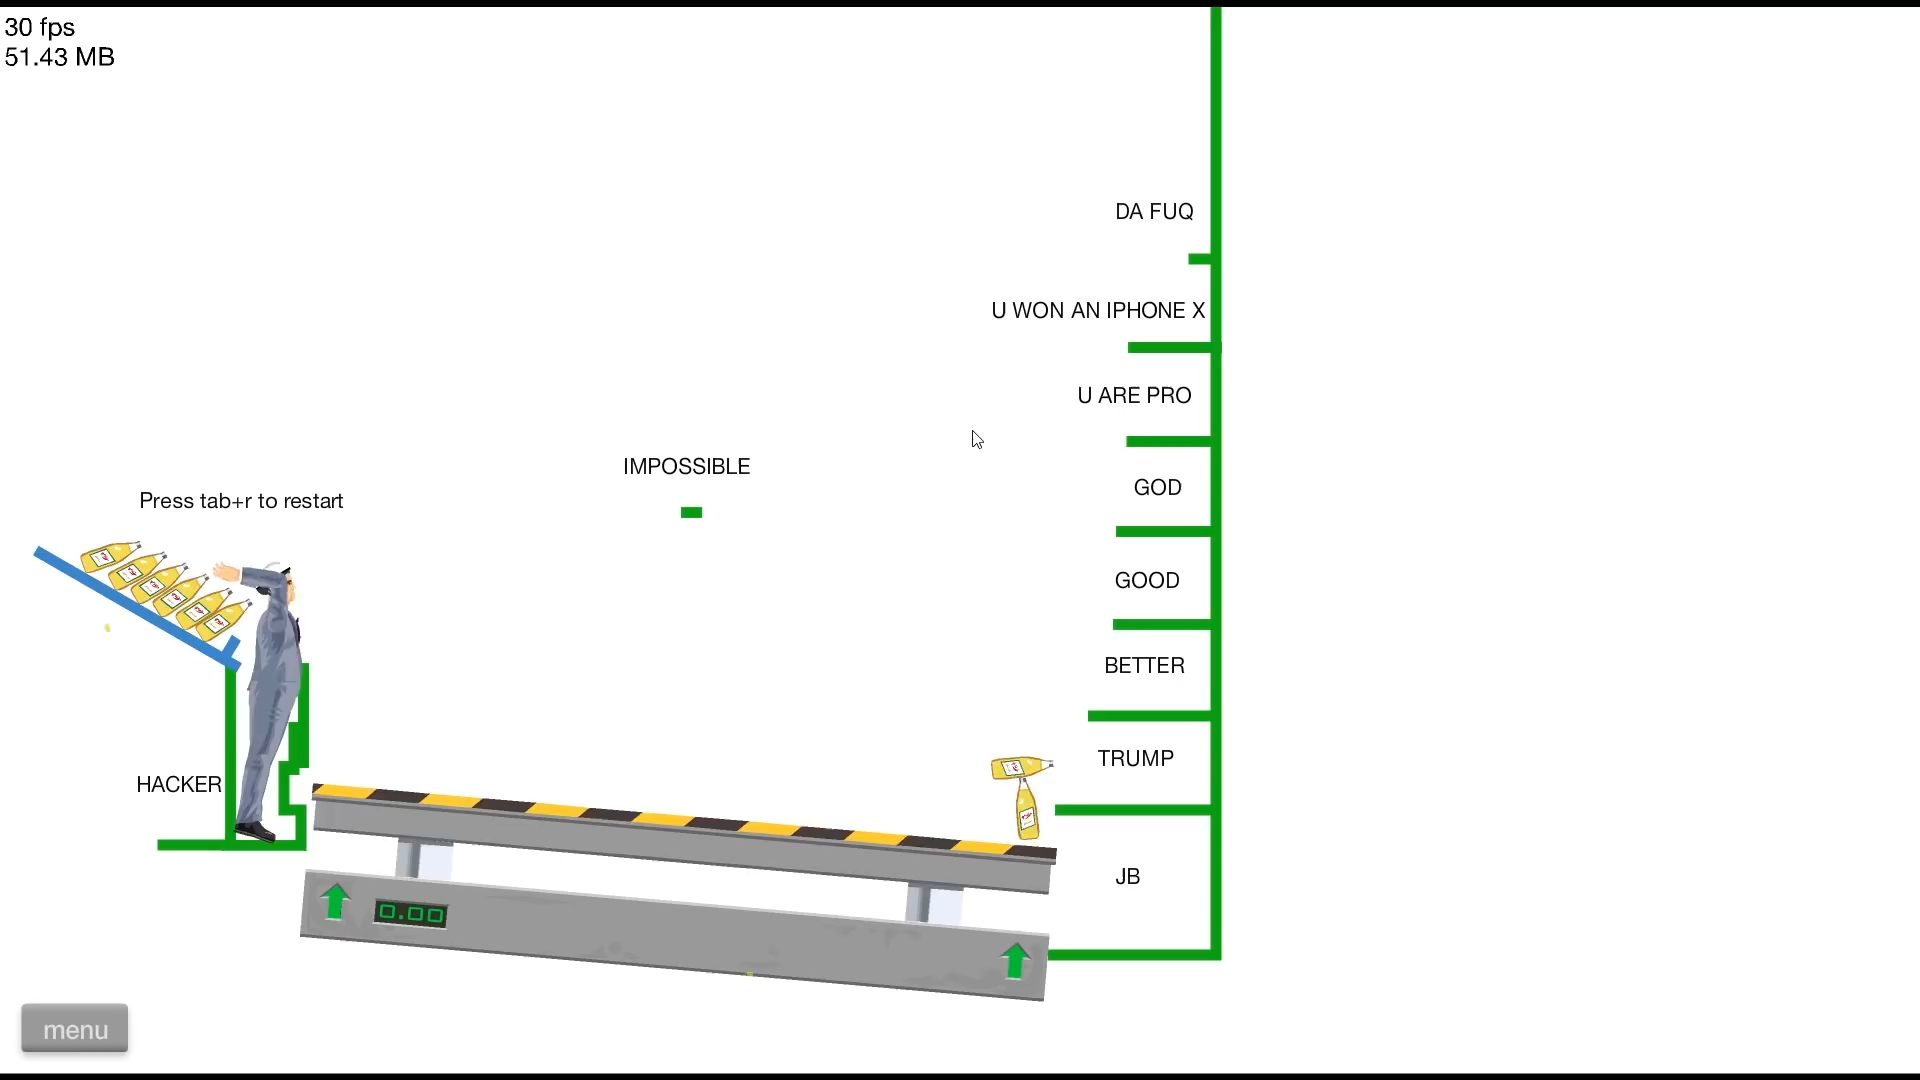 30 fps
51.43 MB
DA FUQ
U WON AN IPHONE X
U ARE PRO
IMPOSSIBLE
GOD
Press tab+r to restart
GOOD
BETTER
TRUMP
HACKER
JB
0.00
menu